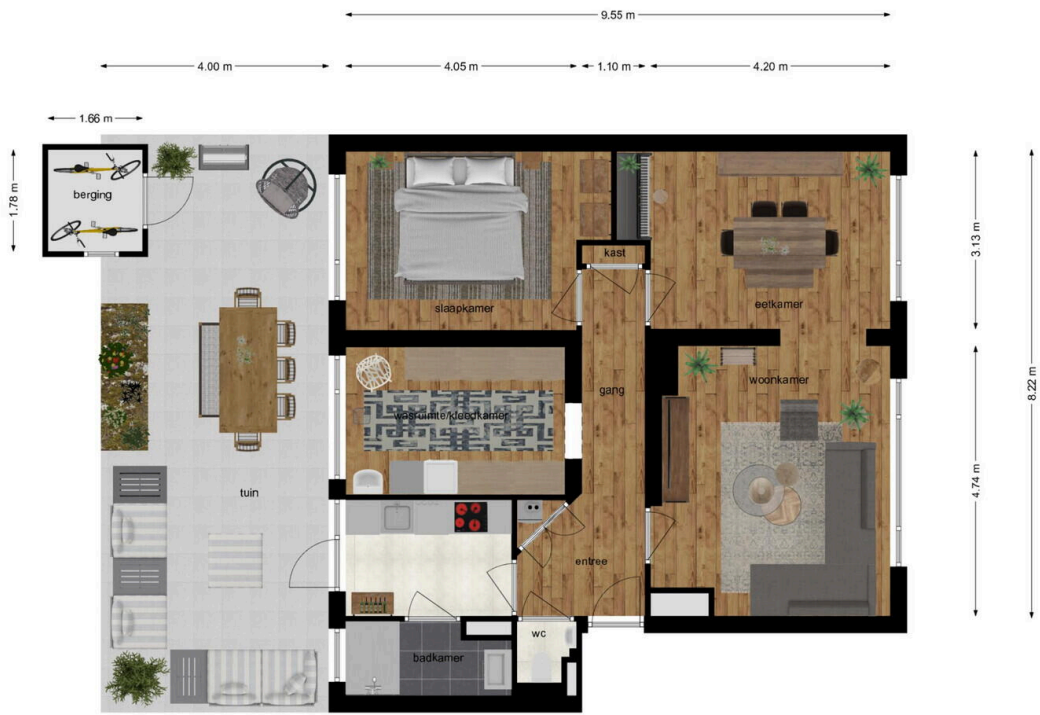 9.55 m
4.00 m
4.05 m
1.10 m
4.20 m
1.66 m
1.78 m
berging
kast
slaapkamer
eetkamer
3.13 m
gang
woonkamer
wasruimte/kleedkamer
8.22 m
tuin
4.74 m
entree
wc
badkamer